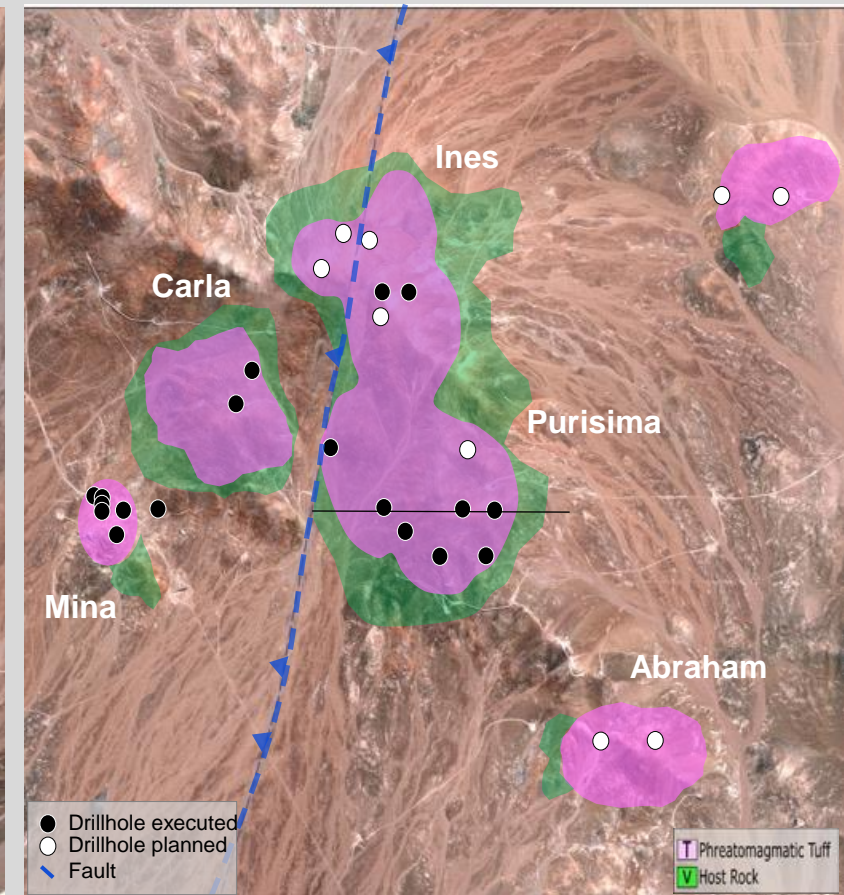 Ines
Carla
Purisima
Mina
Abraham
Drillhole executed
Drillhole planned
Fault
T Phreatomagmatic Tuff
V Host Rock